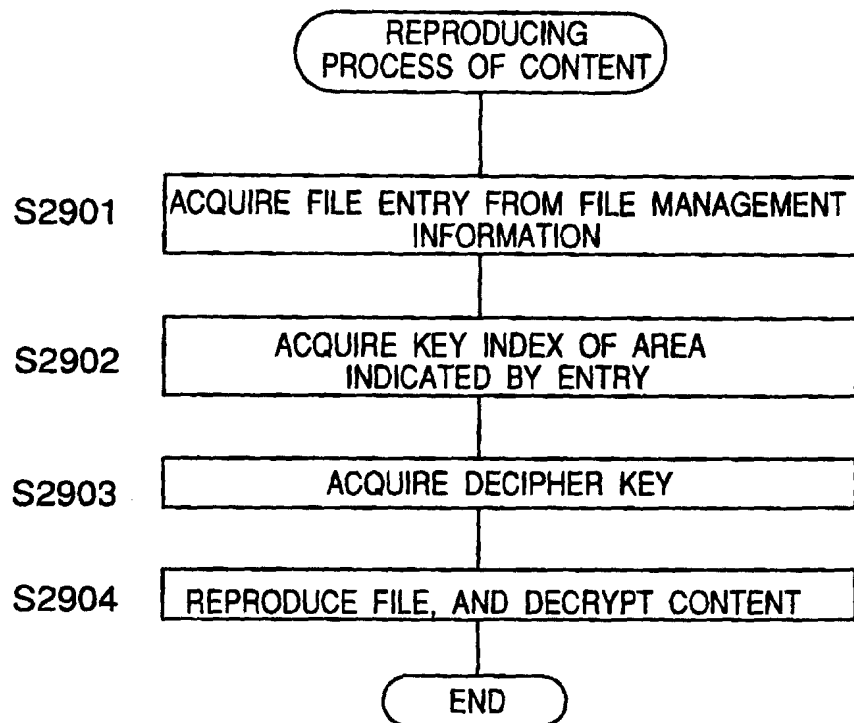 REPRODUCING
PROCESS OF CONTENT
S2901
ACQUIRE FILE ENTRY FROM FILE MANAGEMENT
INFORMATION
S2902
ACQUIRE KEY INDEX OF AREA
INDICATED BY ENTRY
S2903
ACQUIRE DECIPHER KEY
S2904
REPRODUCE FILE, AND DECRYPT CONTENT
END